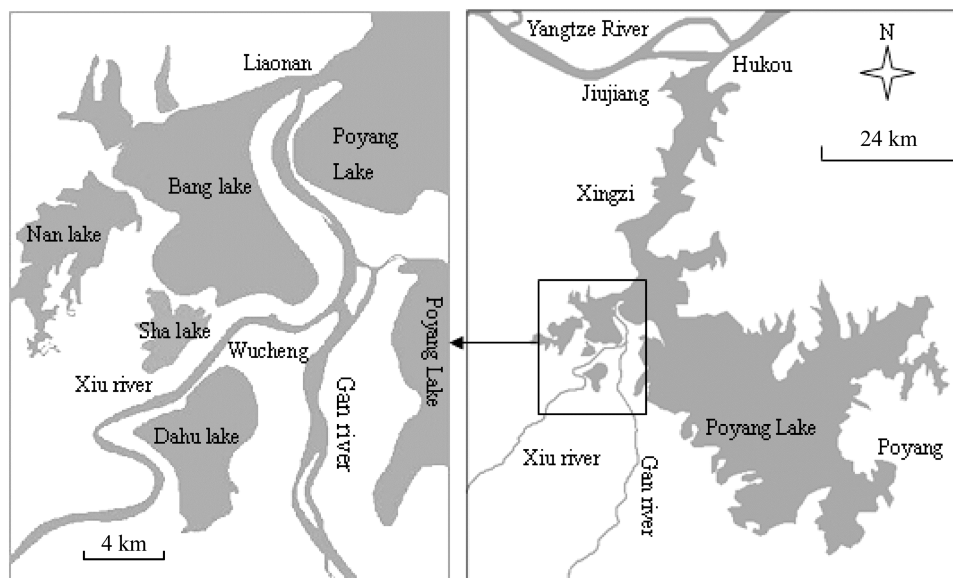 Liaonan
Poyang
Lake
Bang lake
Nan lake
Sha lake
Wucheng
Poyang Lake
Xiu river
Gan river
Dahu lake
4 km
Yangtze River
N
Hukou
Jiujiang
24 km
Xingzi
Poyang Lake
Poyang
Xiu river
Gan river